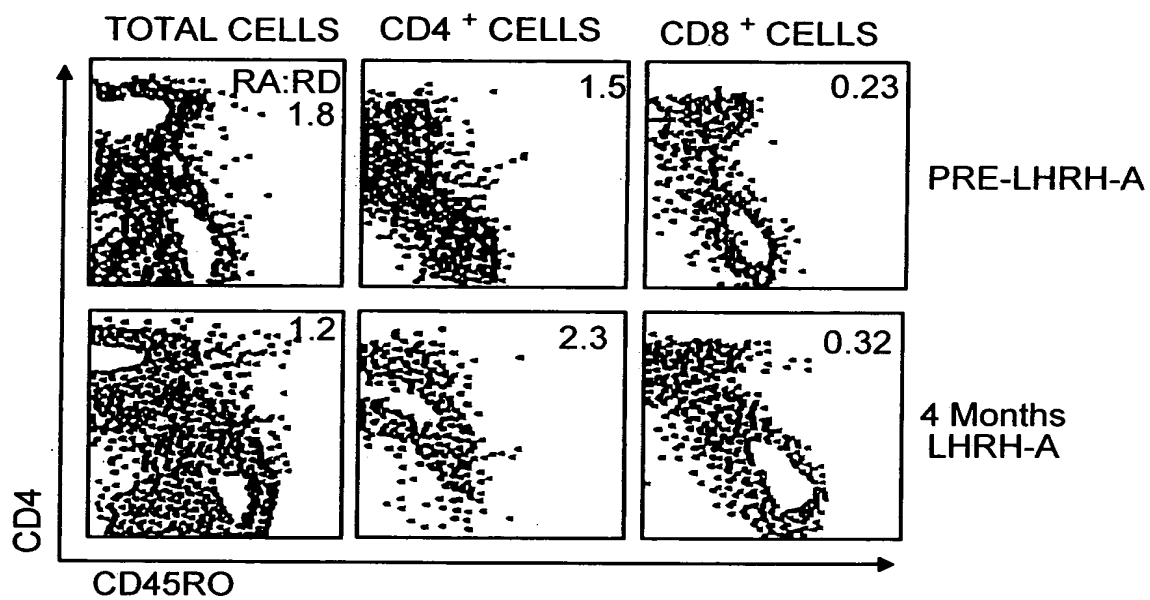 TOTAL CELLS
CD4 + CELLS
CD8 + CELLS
RA:RD
1.8
1.5
0.23
PRE-LHRH-A
1.2
2.3
0.32
4 Months
LHRH-A
CD4
CD45RO